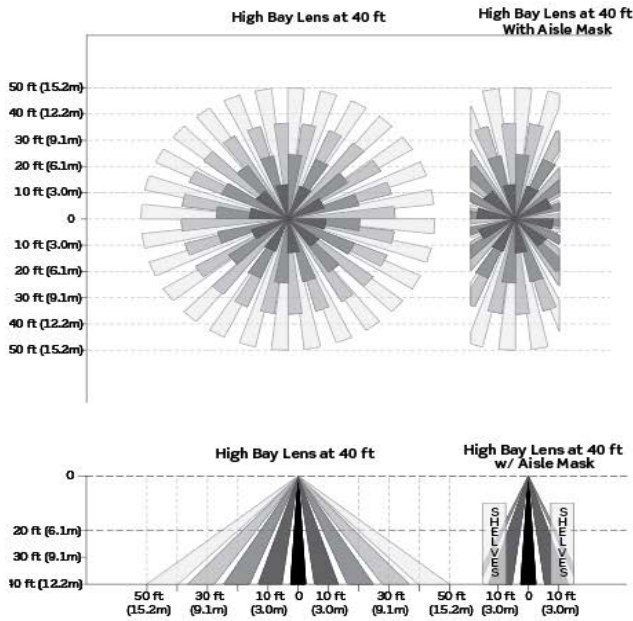 High Bay Lens at 40 ft
High Bay Lens at 40 ft
With Aisle Mask
50 ft (15.2m)
40 ft (12.2m)
30 ft (9.1m)
20 ft (6.1m)
10 ft (3.0m)
0
10 ft (3.0m)
20 ft (6.1m)
30 ft (9.1m)
40 ft (12.2m)
50 ft (15.2m)
High Bay Lens at 40 ft
High Bay Lens at 40 ft
w/ Aisle Mask
0
20 ft (6.1m)
30 ft (9.1m)
40 ft (12.2m)
SHELVES
SHELVES
50 ft 30 ft 10 ft 0 10 ft 30 ft 50 ft 10 ft 0 10 ft
(15.2m) (9.1m) (3.0m) (3.0m) (9.1m) (15.2m) (3.0m) (3.0m)